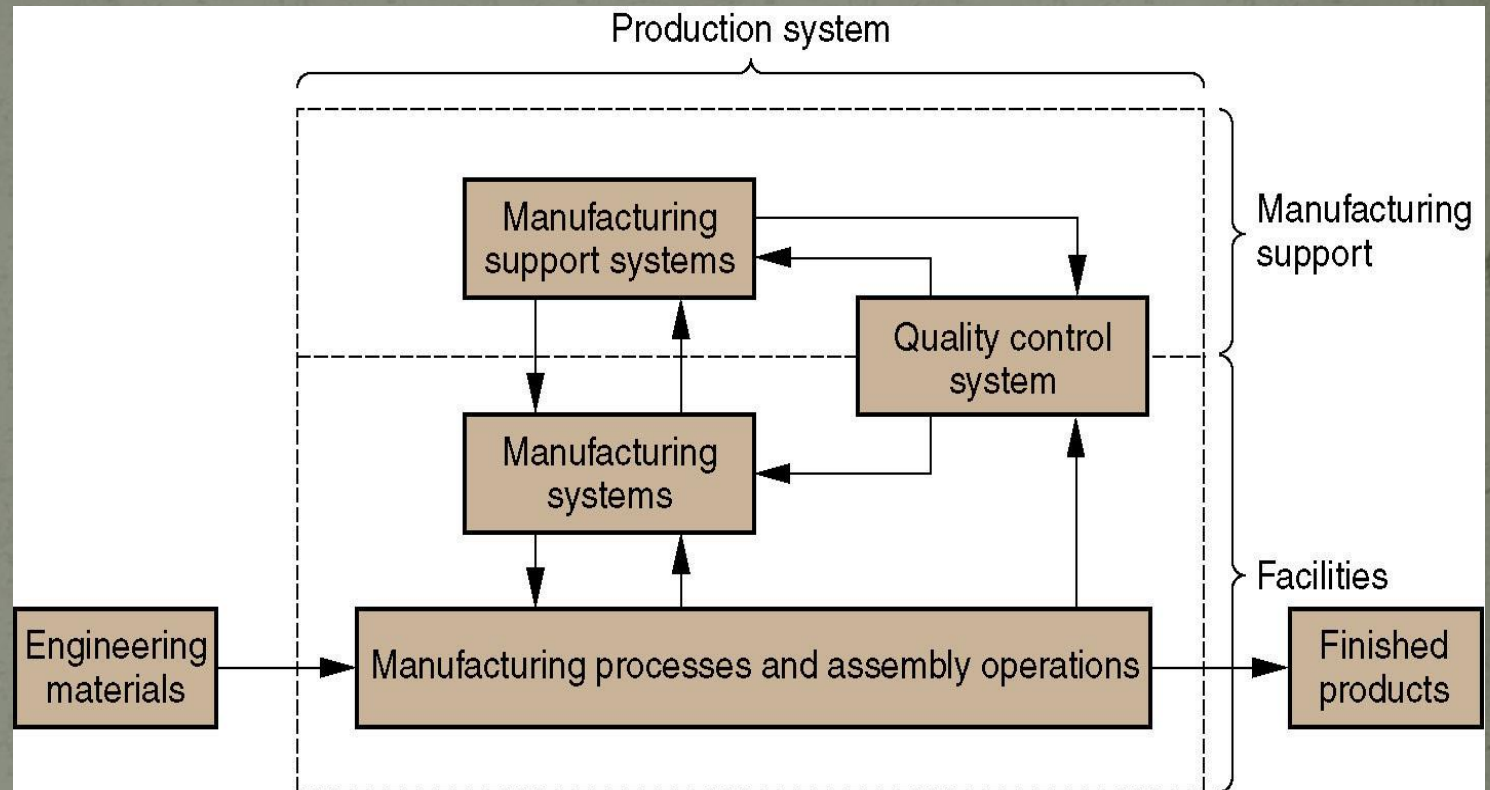 Production system
Manufacturing
support systems
Manufacturing
support
Quality control
system
Manufacturing
systems
Facilities
Engineering
materials
Manufacturing processes and assembly operations
Finished
products